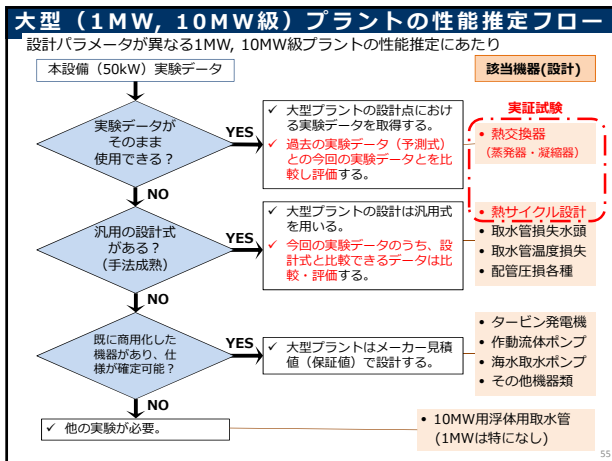 大型（1MW, 10MW級）プラントの性能推定フロー
設計パラメータが異なる1MW, 10MW級プラントの性能推定にあたり
本設備（50kW）実験データ
該当機器(設計)
実験データが
そのまま
使用できる？
YES
✓ 大型プラントの設計点におけ
る実験データを取得する。
✓ 過去の実験データ（予測式）
との今回の実験データとを比
較し評価する。
実証試験
• 熱交換器
（蒸発器・凝縮器）
NO
汎用の設計式
がある？
（手法成熟）
YES
✓ 大型プラントの設計は汎用式
を用いる。
✓ 今回の実験データのうち、設
計式と比較できるデータは比
較・評価する。
• 熱サイクル設計
• 取水管損失水頭
• 取水管温度損失
• 配管圧損各種
NO
既に商用化した
機器があり、仕
様が確定可能？
YES
✓ 大型プラントはメーカー見積
値（保証値）で設計する。
• タービン発電機
• 作動流体ポンプ
• 海水取水ポンプ
• その他機器類
NO
✓ 他の実験が必要。
• 10MW用浮体用取水管
(1MWは特になし)
55